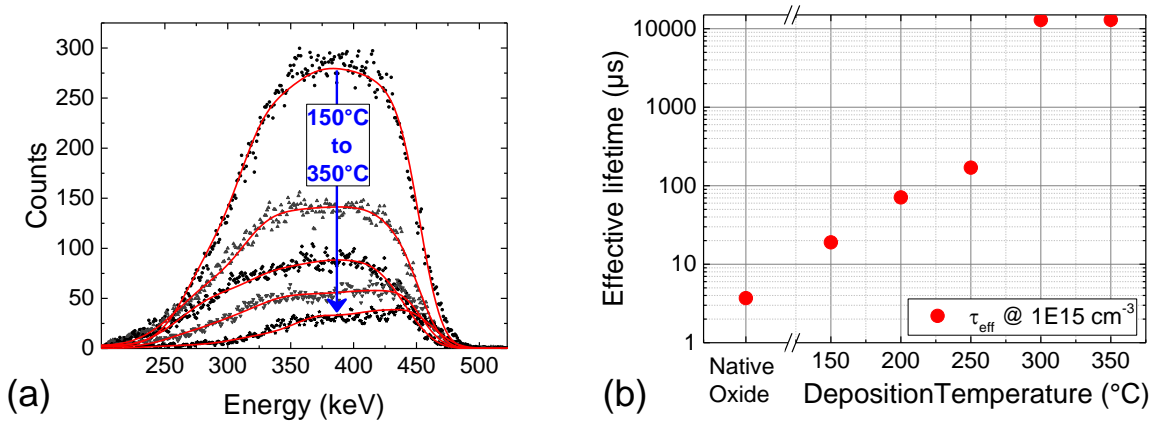 300
250
200
150
100
50
0
Counts
150°C
to
350°C
250 300 350 400 450 500
Energy (keV)
(a)
10000
1000
100
10
1
Effective lifetime (µs)
τeff @ 1E15 cm-3
Native
Oxide
150 200 250 300 350
DepositionTemperature (°C)
(b)